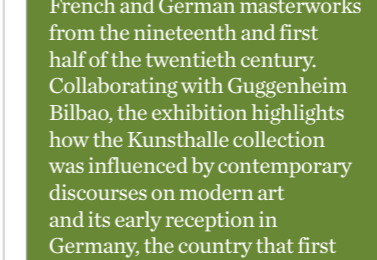 French and German masterworks
from the nineteenth and first
half of the twentieth century.
Collaborating with Guggenheim
Bilbao, the exhibition highlights
how the Kunsthalle collection
was influenced by contemporary
discourses on modern art
and its early reception in
Germany, the country that first